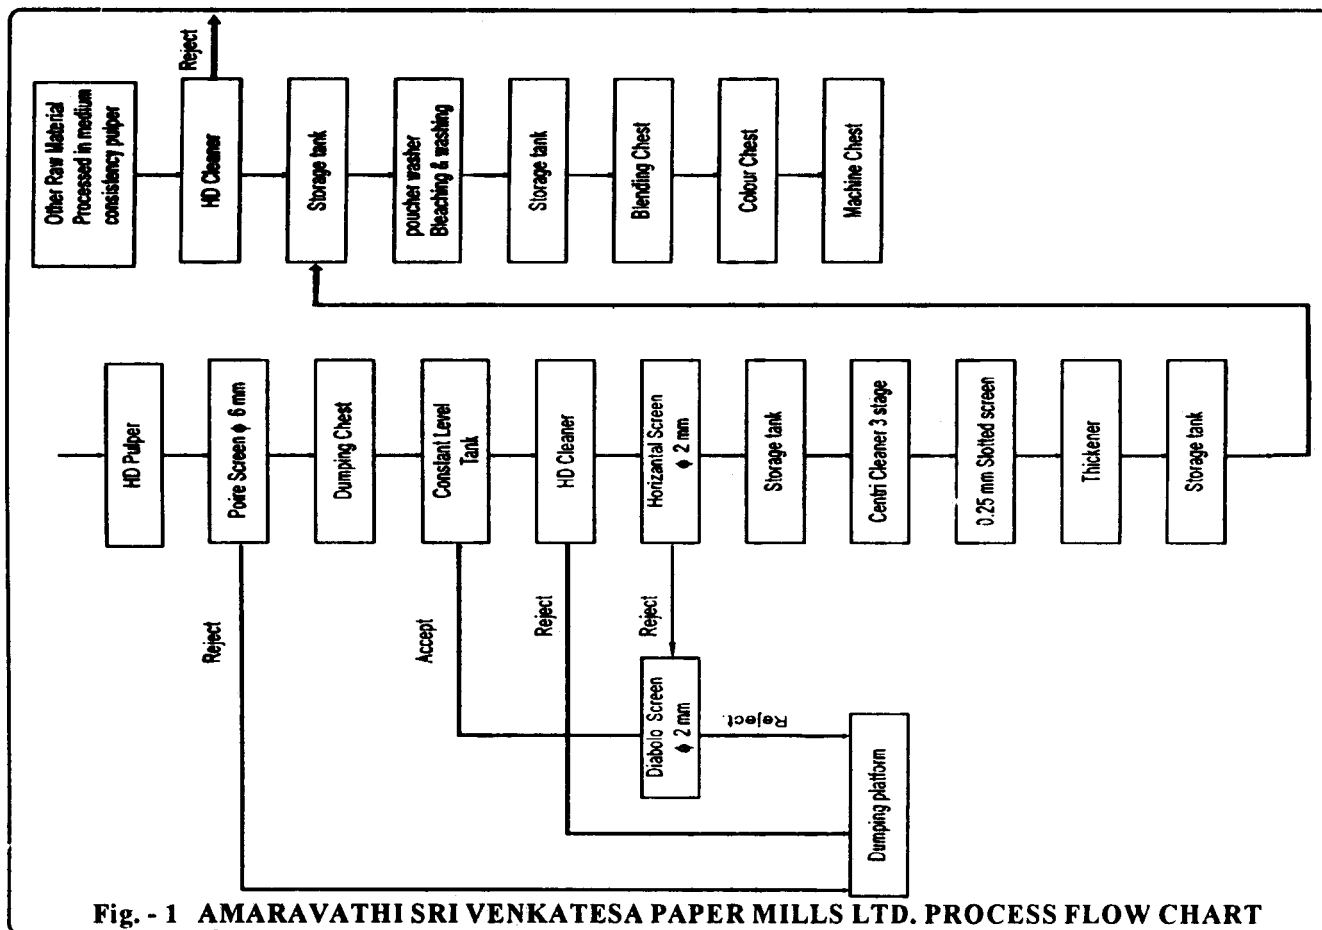 Reject
Other Raw Material
Processed in medium
consistency pulper
HD Cleaner
Storage tank
poucher washer
Bleaching & washing
Storage tank
Blending Chest
Colour Chest
Machine Chest
HD Pulper
Poire Screen ϕ 6 mm
Dumping Chest
Constant Level
Tank
HD Cleaner
Horizantal Screen
ϕ 2 mm
Storage tank
Centri Cleaner 3 stage
0.25 mm Slotted screen
Thickener
Storage tank
Reject
Accept
Reject
Reject
Diabolo Screen
ϕ 2 mm
Reject.
Dumping platform
Fig. - 1 AMARAVATHI SRI VENKATESA PAPER MILLS LTD. PROCESS FLOW CHART